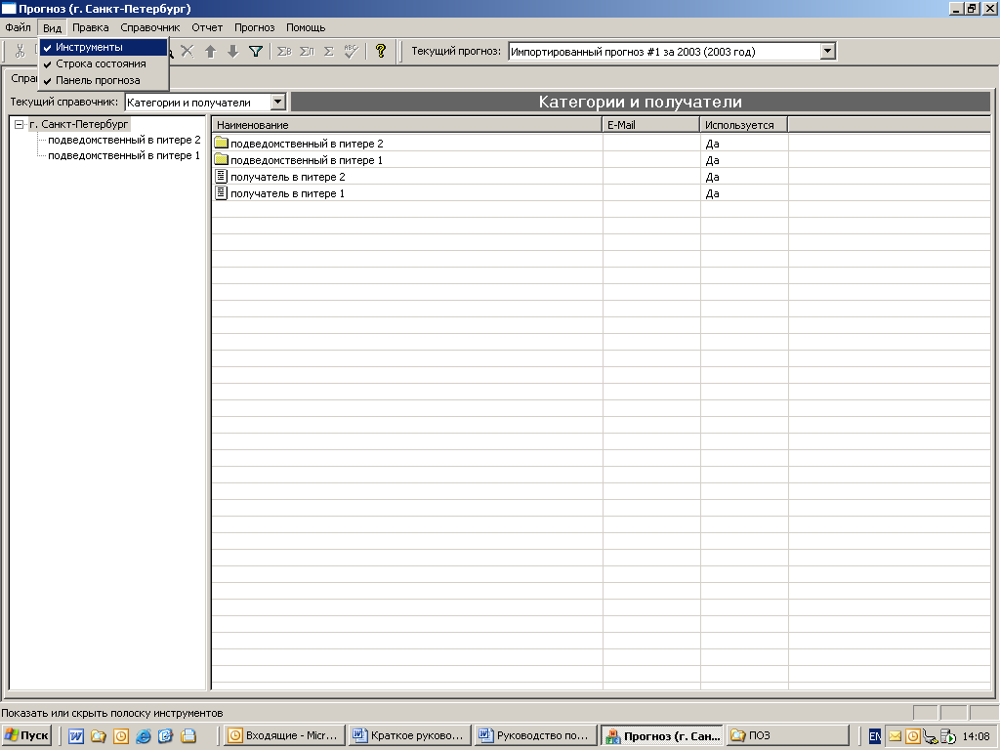 Прогноз (г. Санкт-Петербург)
Файл Вид Правка Справочник Отчет Прогноз Помощь
Инструменты
Строка состояния
Панель прогноза
Текущий прогноз: Импортированный прогноз #1 за 2003 (2003 год)
Спра
Текущий справочник: Категории и получатели
Категории и получатели
г. Санкт-Петербург
подведомственный в питере 2
подведомственный в питере 1
Наименование E-Mail Используется
подведомственный в питере 2 Да
подведомственный в питере 1 Да
получатель в питере 2 Да
получатель в питере 1 Да
Показать или скрыть полоску инструментов
Пуск Входящие - Micr... Краткое руково... Руководство по... Прогноз (г. Сан... ПОЗ EN 14:08